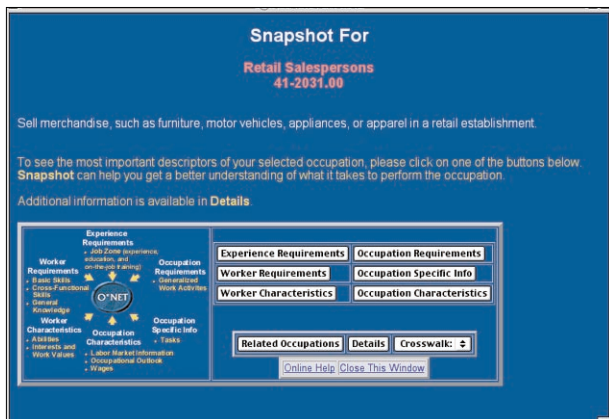 Snapshot For
Retail Salespersons
41-2031.00
Sell merchandise, such as furniture, motor vehicles, appliances, or apparel in a retail establishment.
To see the most important descriptors of your selected occupation, please click on one of the buttons below.
Snapshot can help you get a better understanding of what it takes to perform the occupation.
Additional information is available in Details.
Experience
Requirements
• Job Zone (experience,
education, and
on-the-job training)
Worker
Requirements
• Basic Skills
• Cross-Functional
Skills
• General
Knowledge
Occupation
Requirements
• Generalized
Work Activites
O*NET
Worker
Characteristics
• Abilities
• Interests and
Work Values
Occupation
Characteristics
• Labor Market Information
• Occupational Outlook
• Wages
Occupation
Specific Info
• Tasks
Experience Requirements Occupation Requirements
Worker Requirements Occupation Specific Info
Worker Characteristics Occupation Characteristics
Related Occupations Details Crosswalk:
Online Help Close This Window